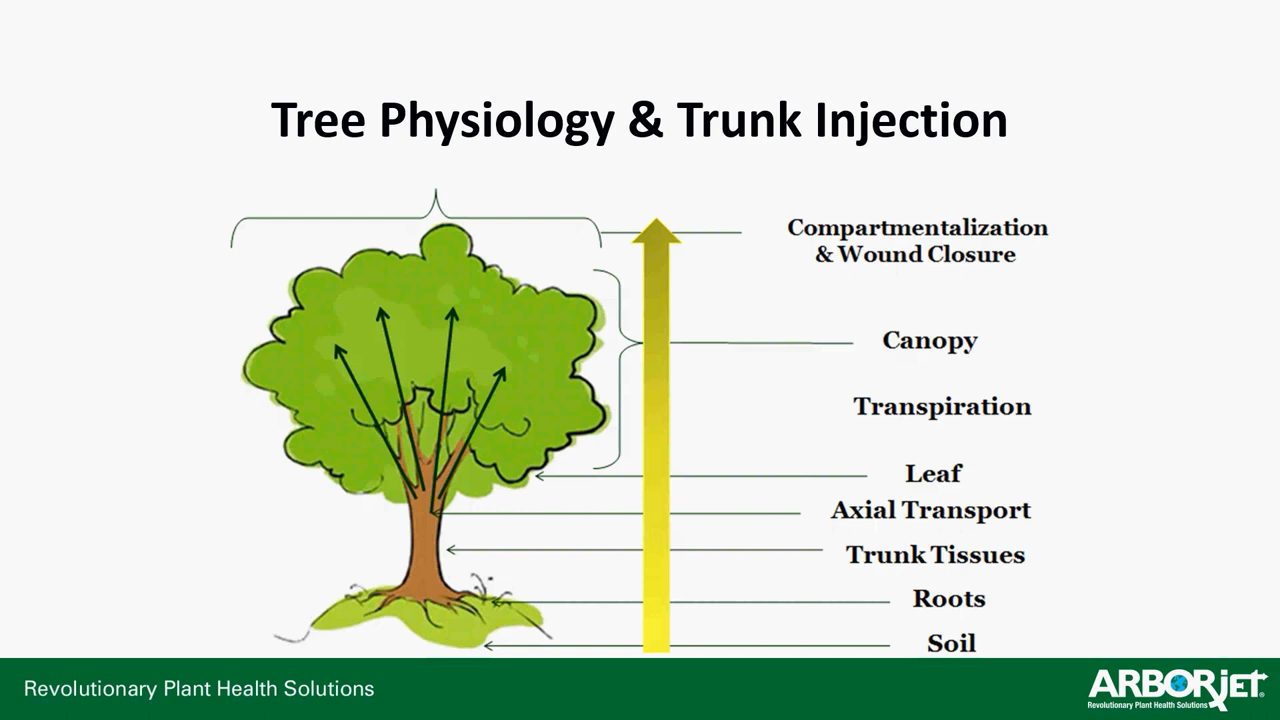 Tree Physiology & Trunk Injection
Compartmentalization
& Wound Closure
Canopy
Transpiration
Leaf
Axial Transport
Trunk Tissues
Roots
Soil
Revolutionary Plant Health Solutions
ARBORjet®
Revolutionary Plant Health Solutions